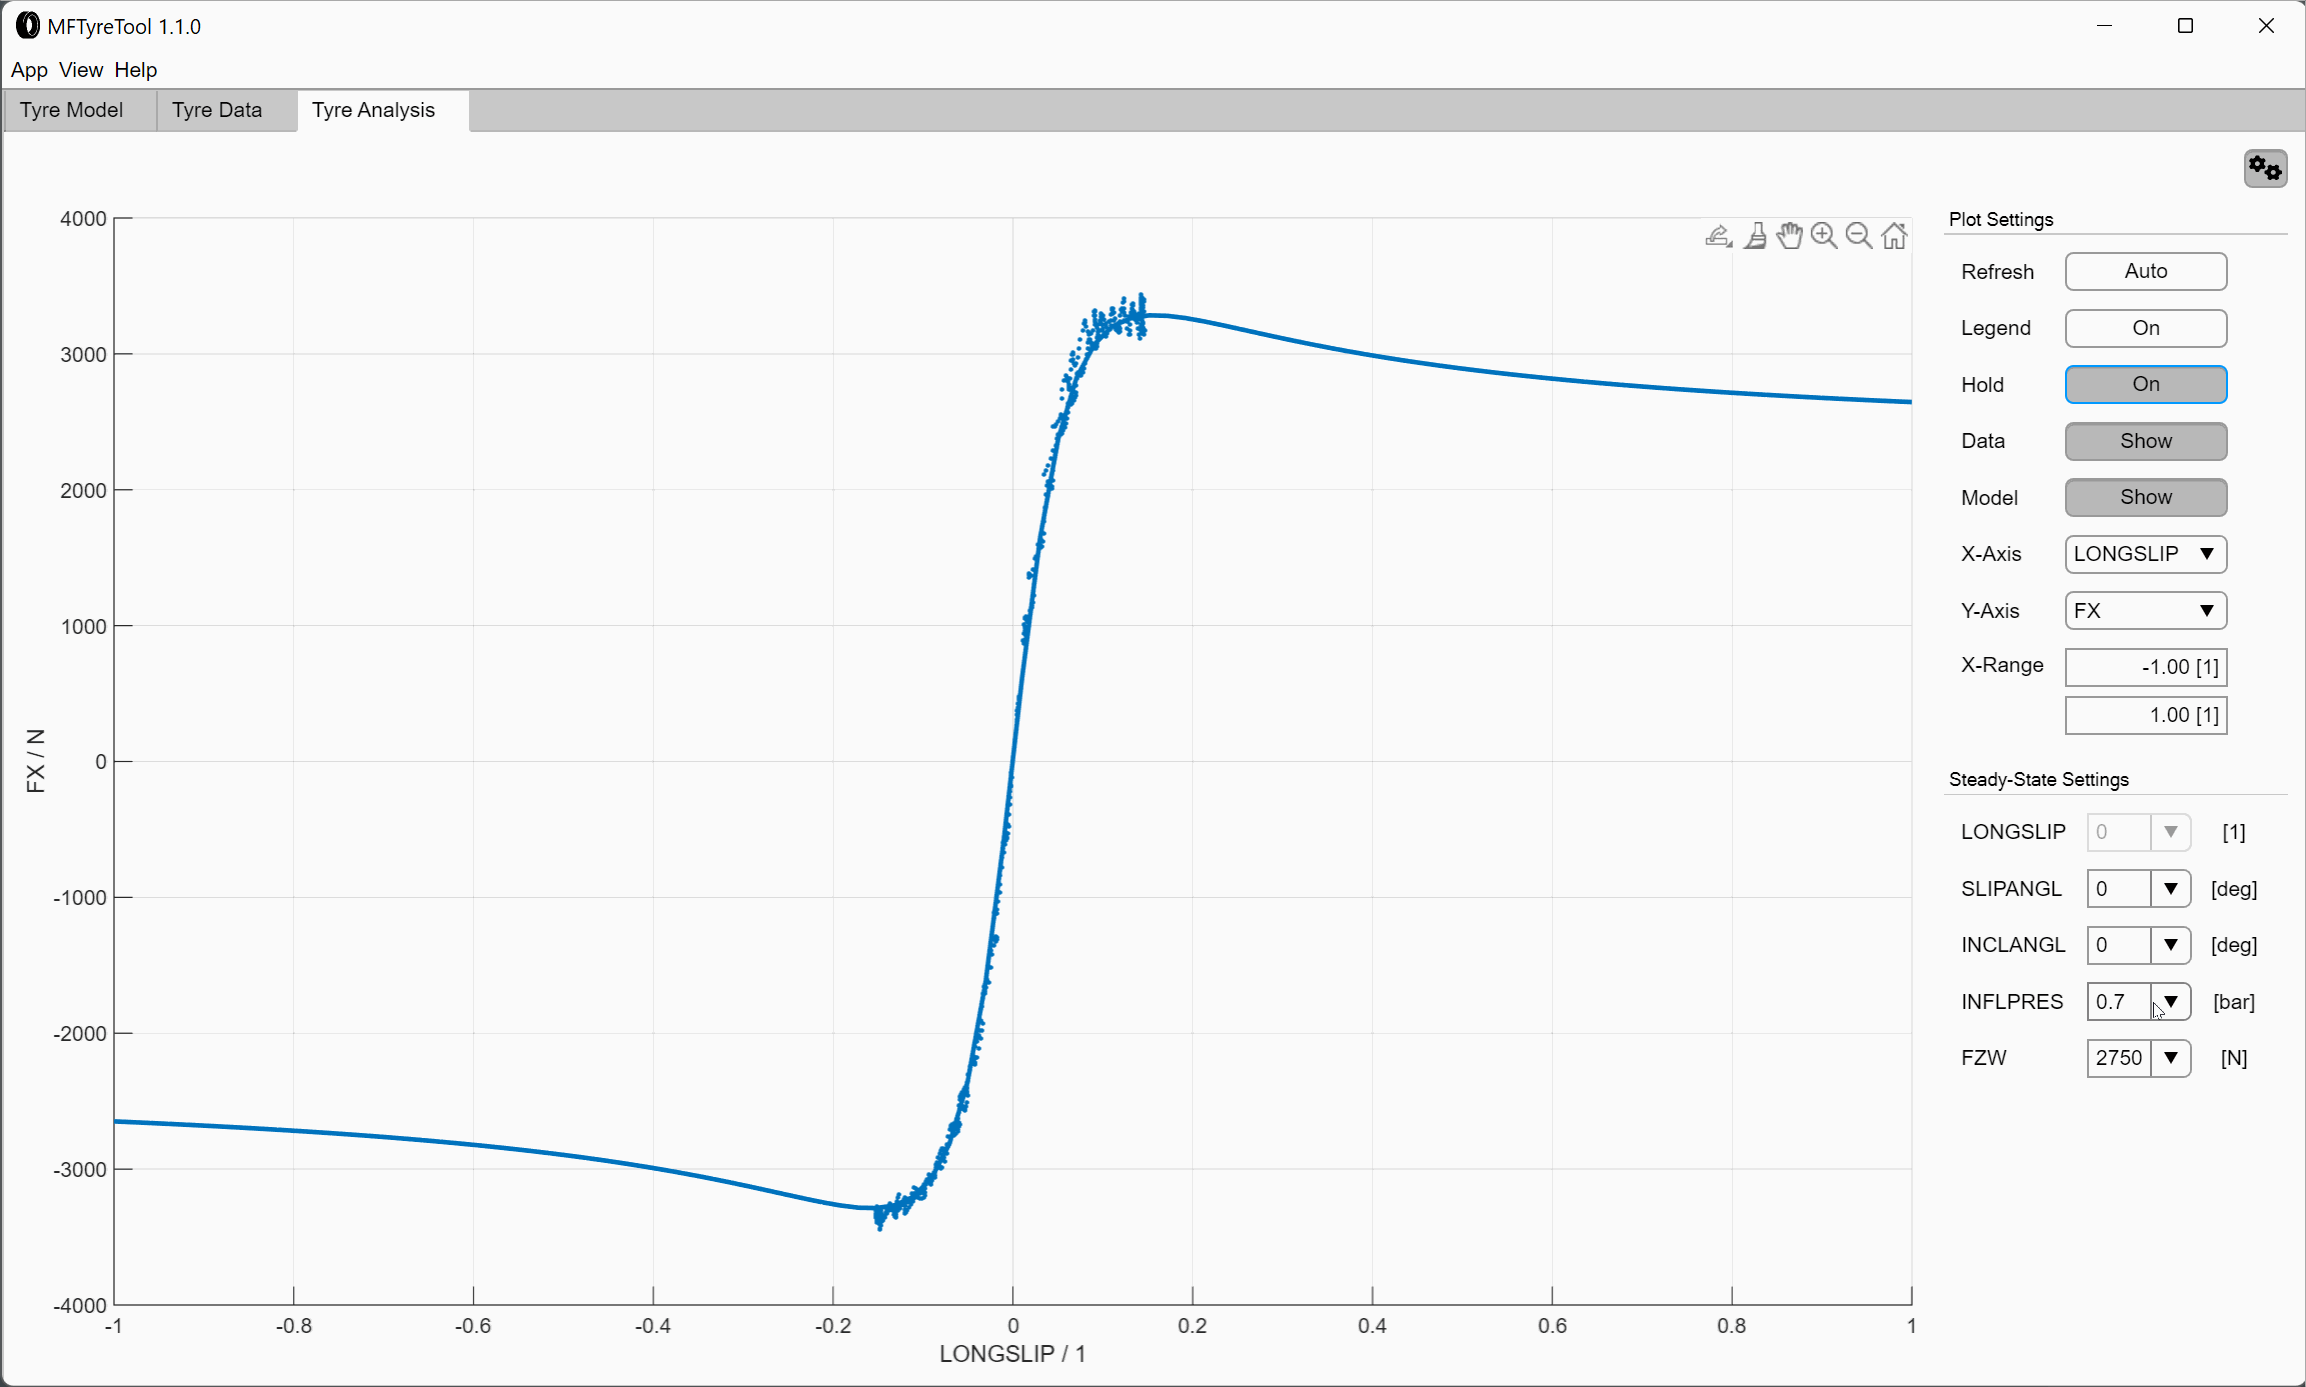 MFTyreTool 1.1.0
App View Help
Tyre Model Tyre Data Tyre Analysis
Plot Settings
Refresh Auto
Legend On
Hold On
Data Show
Model Show
X-Axis LONGSLIP
Y-Axis FX
X-Range -1.00 [1]
1.00 [1]
Steady-State Settings
LONGSLIP 0 [1]
SLIPANGL 0 [deg]
INCLANGL 0 [deg]
INFLPRES 0.7 [bar]
FZW 2750 [N]
4000
3000
2000
1000
0
-1000
-2000
-3000
-4000
FX / N
-1 -0.8 -0.6 -0.4 -0.2 0 0.2 0.4 0.6 0.8 1
LONGSLIP / 1